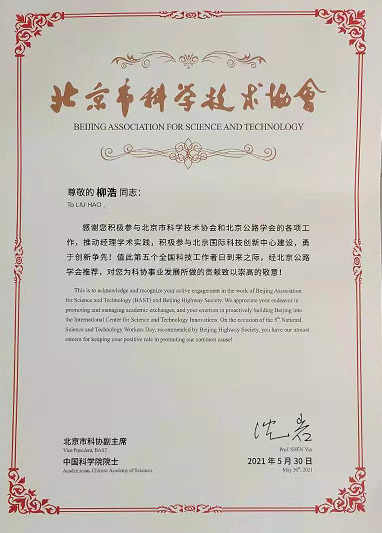 北京市科学技术协会
BEIJING ASSOCIATION FOR SCIENCE AND TECHNOLOGY
尊敬的 柳浩 同志：
To LIU HAO ,
感谢您积极参与北京市科学技术协会和北京公路学会的各项工
作，推动经理学术实践，积极参与北京国际科技创新中心建设，勇
于创新争先！值此第五个全国科技工作者日到来之际，经北京公路
学会推荐，对您为科协事业发展所做的贡献致以崇高的敬意！
This is to acknowledge and recognize your active engagement in the work of Beijing Association
for Science and Technology (BAST) and Beijing Highway Society. We appreciate your endeavor in
promoting and managing academic exchanges, and your exertion in proactively building Beijing into
the International Center for Science and Technology Innovations. On the occasion of the 5th National
Science and Technology Workers Day, recommended by Beijing Highway Society, you have our utmost
esteem for keeping your positive role in promoting our common cause!
沈岩
北京市科协副主席
Vice President, BAST
Prof. SHEN Yan
中国科学院院士
2021 年 5 月 30 日
Academician, Chinese Academy of Sciences
May 30th, 2021